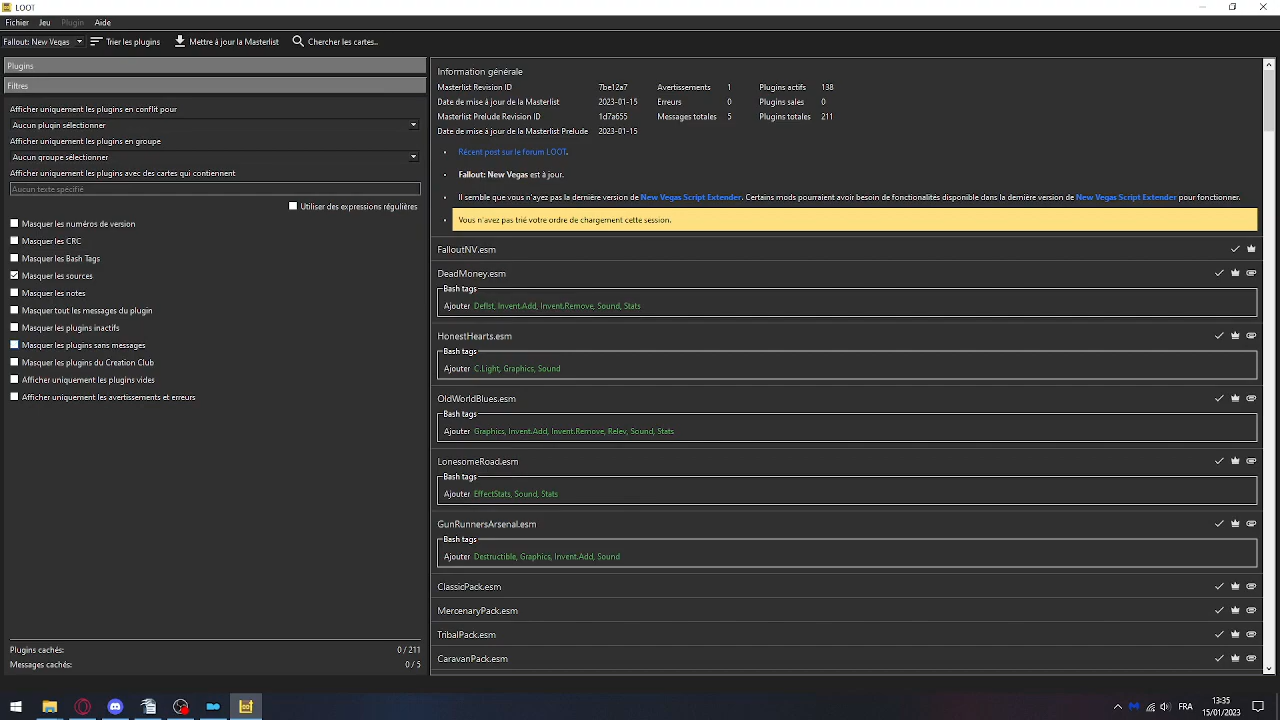 LOOT
Fichier Jeu Plugin Aide
Fallout: New Vegas Trier les plugins Mettre à jour la Masterlist Chercher les cartes..
Plugins
Filtres
Afficher uniquement les plugins en conflit pour
Aucun plugin sélectionner
Afficher uniquement les plugins en groupe
Aucun groupe sélectionner
Afficher uniquement les plugins avec des cartes qui contiennent
Aucun texte spécifié
Utiliser des expressions régulières
Masquer les numéros de version
Masquer les CRC
Masquer les Bash Tags
Masquer les sources
Masquer les notes
Masquer tout les messages du plugin
Masquer les plugins inactifs
Masquer les plugins sans messages
Masquer les plugins du Creation Club
Afficher uniquement les plugins vides
Afficher uniquement les avertissements et erreurs
Plugins cachés: 0 / 211
Messages cachés: 0 / 5
Information générale
Masterlist Revision ID 7be12a7 Avertissements 1 Plugins actifs 138
Date de mise à jour de la Masterlist 2023-01-15 Erreurs 0 Plugins sales 0
Masterlist Prelude Revision ID 1d7a655 Messages totales 5 Plugins totales 211
Date de mise à jour de la Masterlist Prelude 2023-01-15
• Récent post sur le forum LOOT.
• Fallout: New Vegas est à jour.
• Il semble que vous n'ayez pas la dernière version de New Vegas Script Extender. Certains mods pourraient avoir besoin de fonctionalités disponible dans la dernière version de New Vegas Script Extender pour fonctionner.
• Vous n'avez pas trié votre ordre de chargement cette session.
FalloutNV.esm
DeadMoney.esm
Bash tags
Ajouter Deflst, Invent.Add, Invent.Remove, Sound, Stats
HonestHearts.esm
Bash tags
Ajouter C.Light, Graphics, Sound
OldWorldBlues.esm
Bash tags
Ajouter Graphics, Invent.Add, Invent.Remove, Relev, Sound, Stats
LonesomeRoad.esm
Bash tags
Ajouter EffectStats, Sound, Stats
GunRunnersArsenal.esm
Bash tags
Ajouter Destructible, Graphics, Invent.Add, Sound
ClassicPack.esm
MercenaryPack.esm
TribalPack.esm
CaravanPack.esm
FRA
13:35
15/01/2023